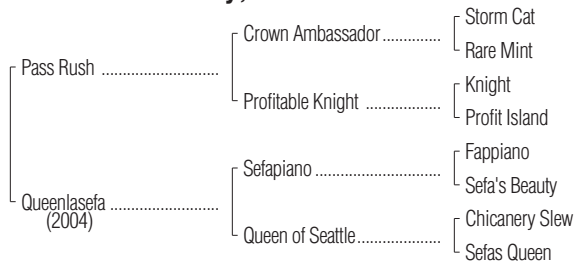 Storm Cat
Crown Ambassador..............
Rare Mint
Pass Rush ............................
Knight
Profitable Knight ..................
Profit Island
Fappiano
Sefapiano ..............................
Sefa's Beauty
Queenlasefa ..........................
(2004)
Chicanery Slew
Queen of Seattle....................
Sefas Queen